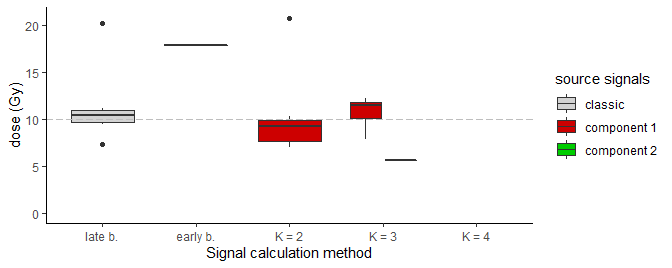 dose (Gy)
20
15
10
5
0
late b.
early b.
K = 2
K = 3
K = 4
Signal calculation method
source signals
classic
component 1
component 2